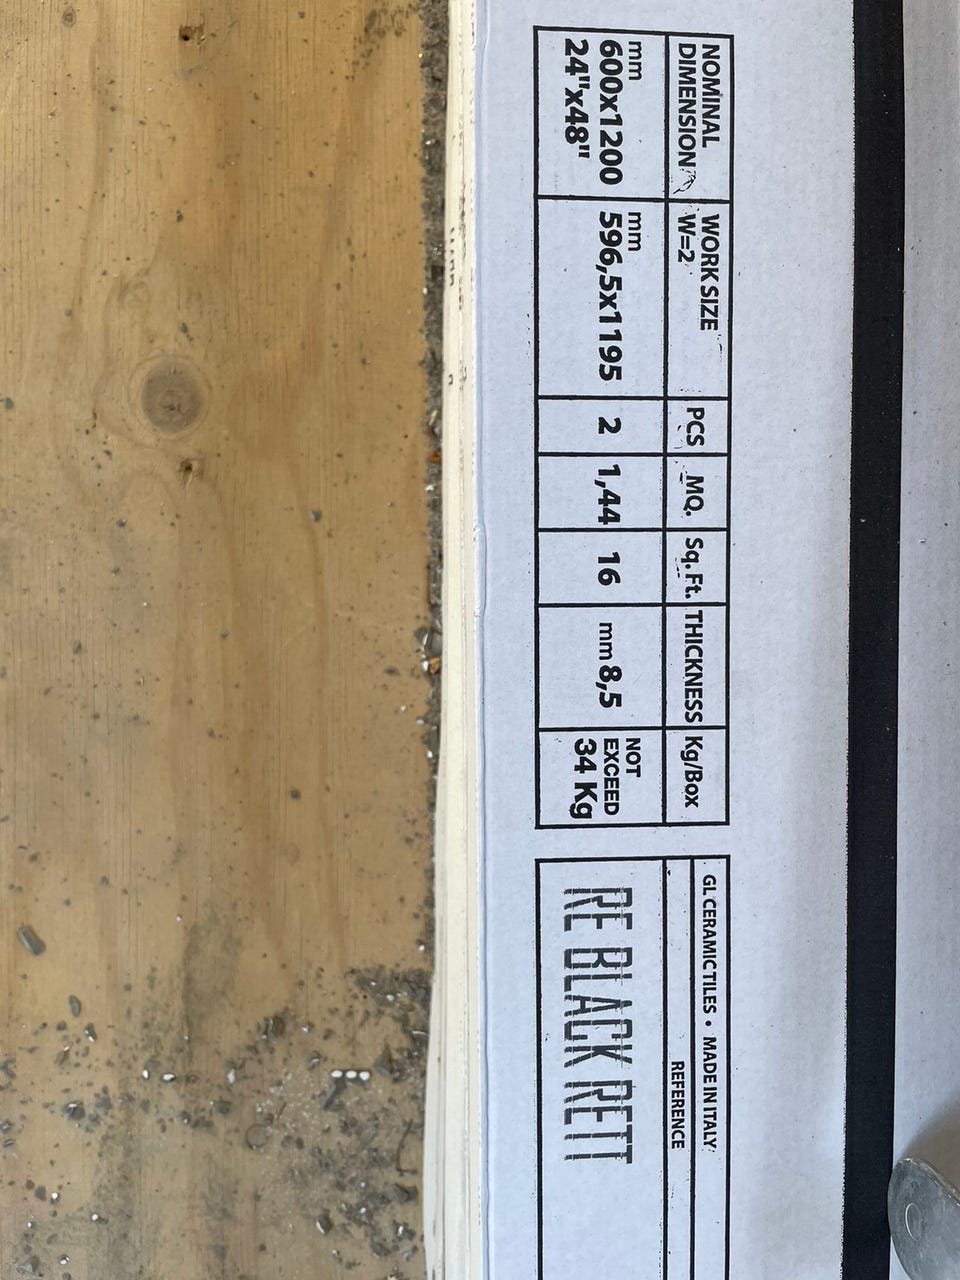 NOMINAL
DIMENSION
WORK SIZE
W=2
PCS
MQ.
Sq. Ft.
THICKNESS
Kg/Box
mm
600x1200
24"x48"
mm
596,5x1195
2
1,44
16
mm 8,5
NOT
EXCEED
34 Kg
GL CERAMIC TILES • MADE IN ITALY
REFERENCE
RE BLACK RETT